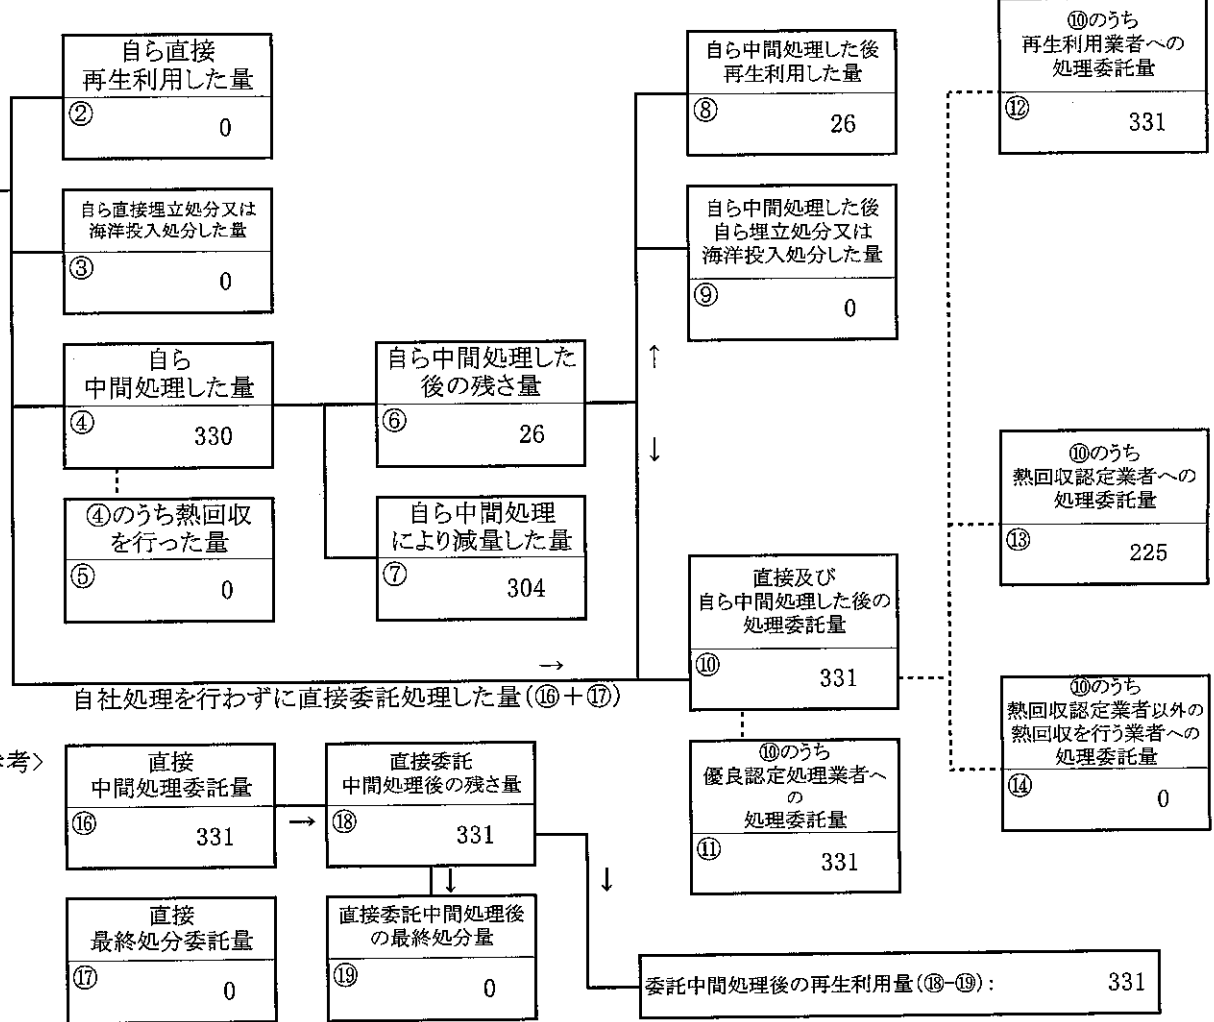 自ら直接
再生利用した量
②
0
自ら直接埋立処分又は
海洋投入処分した量
③
0
自ら
中間処理した量
④
330
④のうち熱回収
を行った量
⑤
0
自ら中間処理した
後の残さ量
⑥
26
自ら中間処理
により減量した量
⑦
304
自ら中間処理した後
再生利用した量
⑧
26
自ら中間処理した後
自ら埋立処分又は
海洋投入処分した量
⑨
0
↑
↓
直接及び
自ら中間処理した後の
処理委託量
⑩
331
⑩のうち
優良認定処理業者へ
の
処理委託量
⑪
331
⑩のうち
再生利用業者への
処理委託量
⑫
331
⑩のうち
熱回収認定業者への
処理委託量
⑬
225
⑩のうち
熱回収認定業者以外の
熱回収を行う業者への
処理委託量
⑭
0
→
自社処理を行わずに直接委託処理した量(⑯+⑰)
考〉
直接
中間処理委託量
⑯
331
→
直接委託
中間処理後の残さ量
⑱
331
↓
↓
直接
最終処分委託量
⑰
0
直接委託中間処理後
の最終処分量
⑲
0
委託中間処理後の再生利用量(⑱-⑲): 331